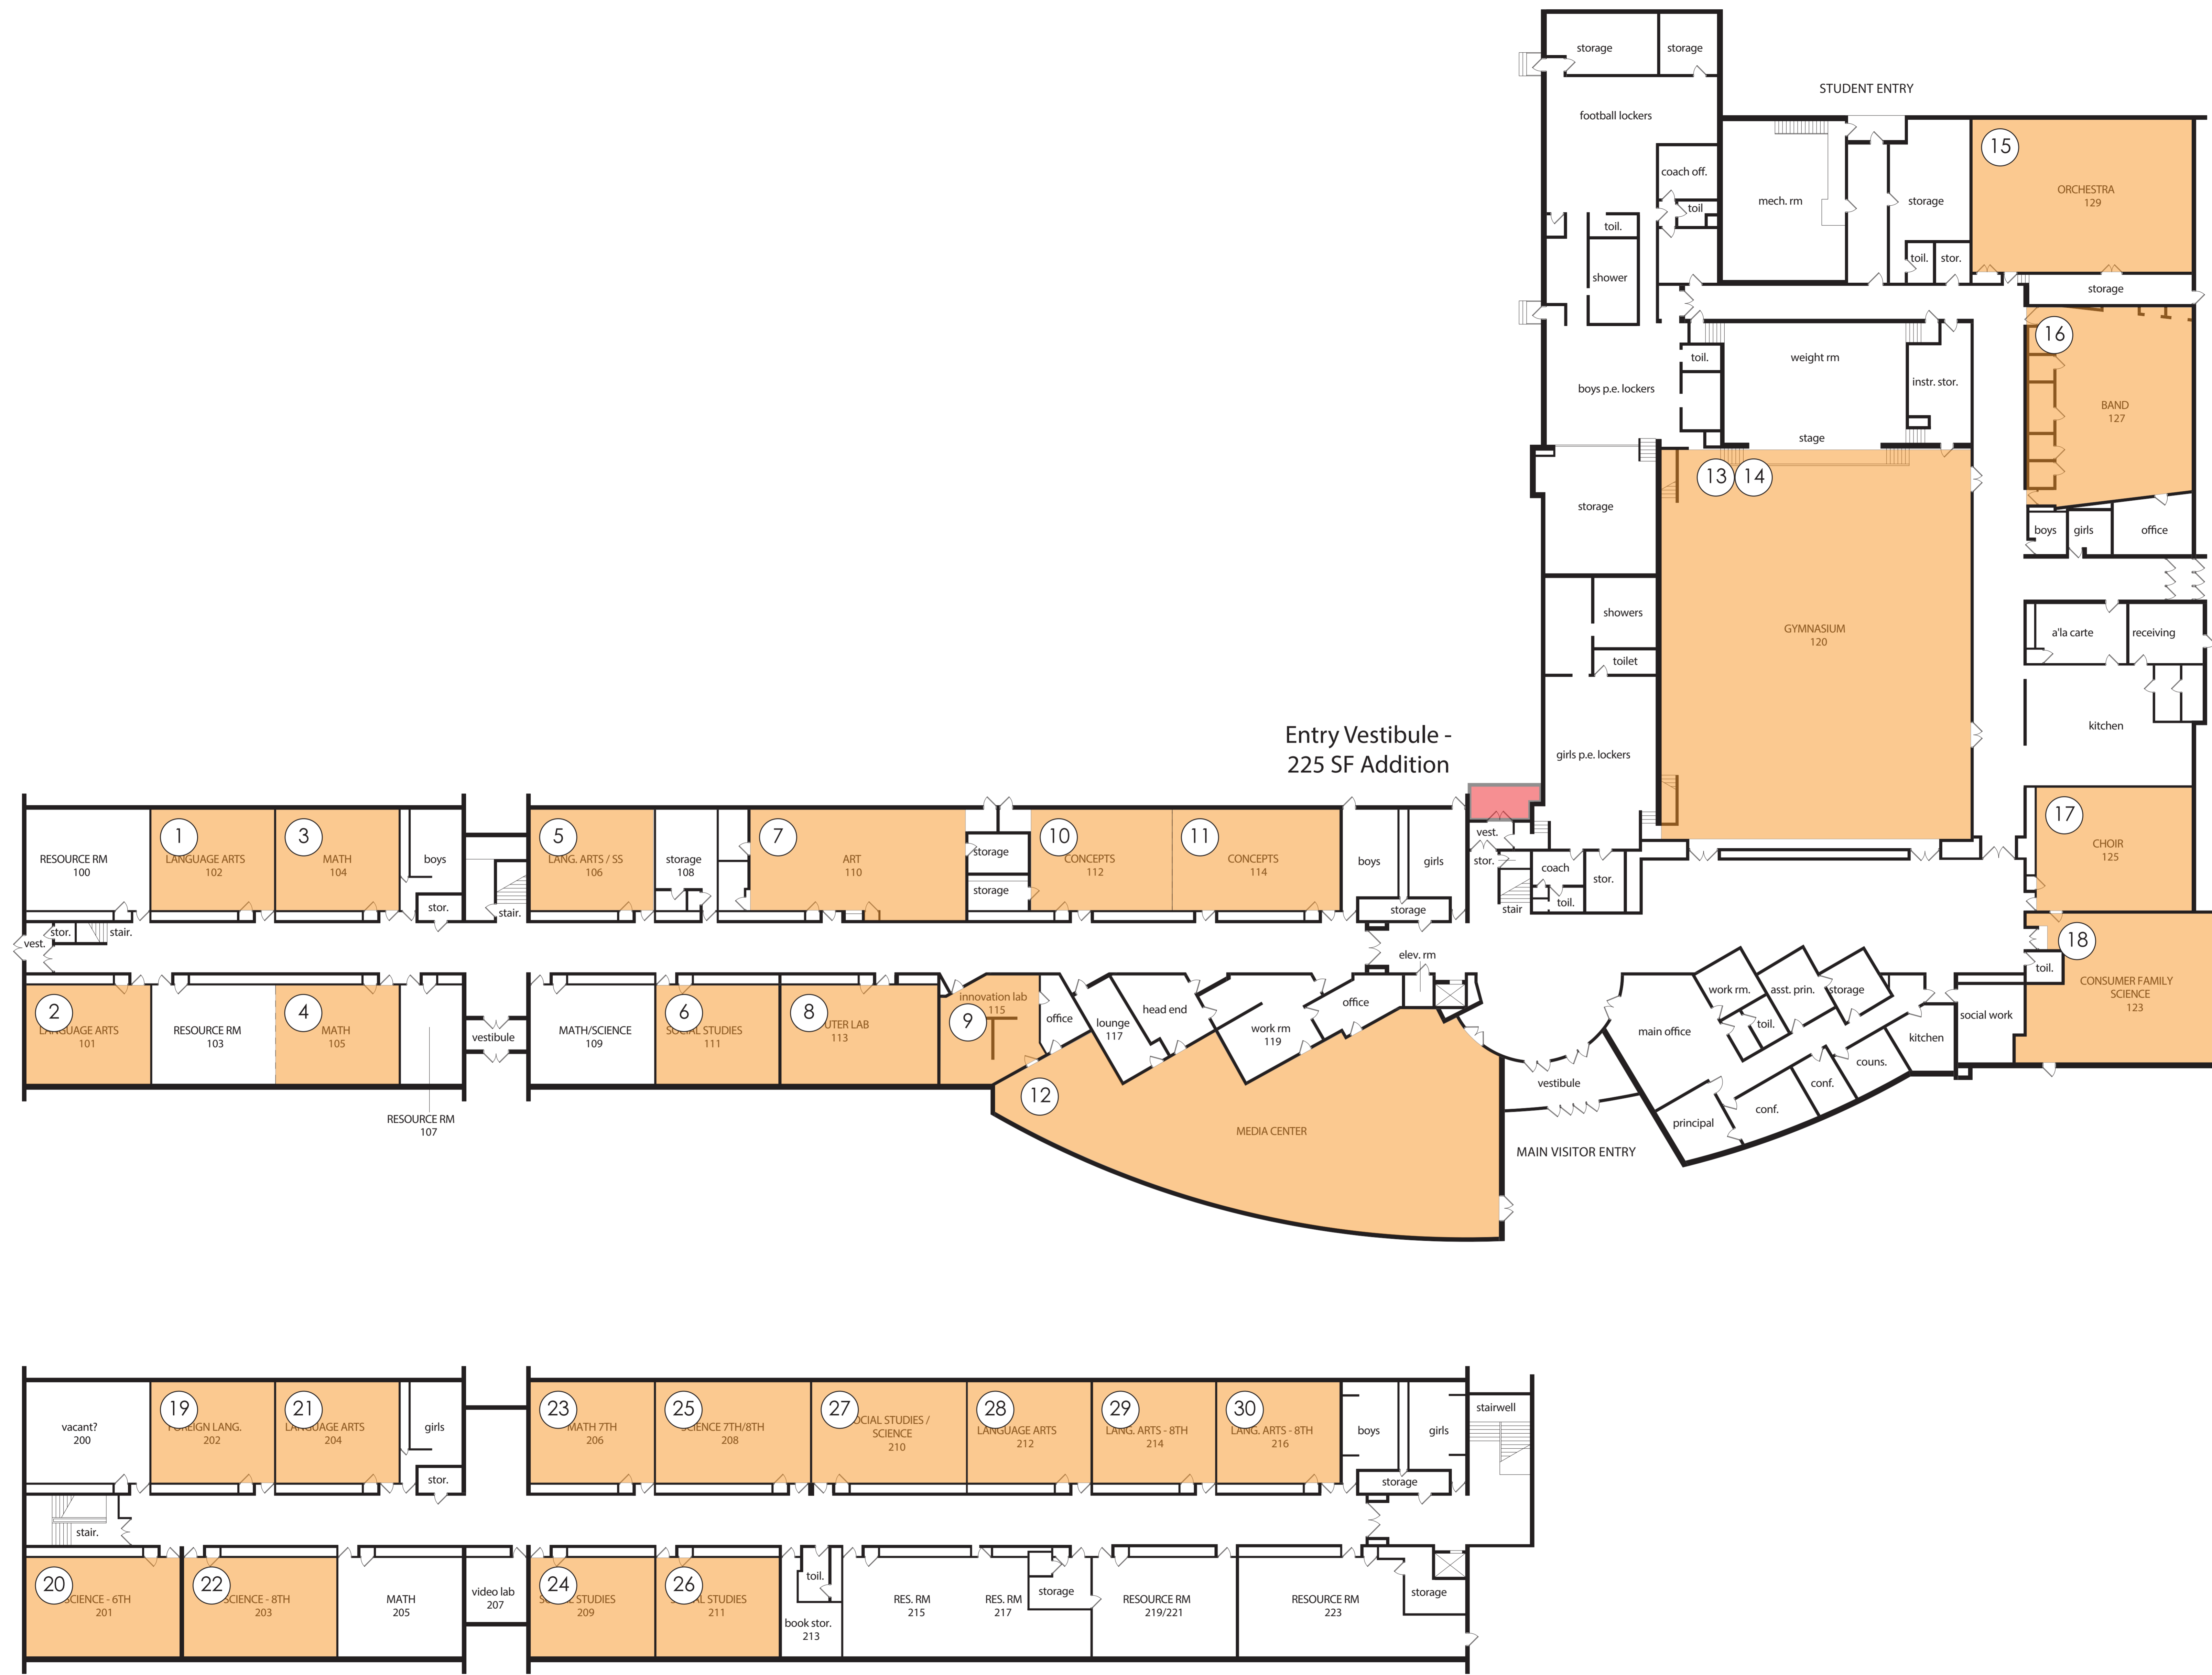 storage
storage
STUDENT ENTRY
football lockers
15
coach off.
ORCHESTRA
129
mech. rm
storage
toil
toil.
toil.
stor.
shower
storage
16
toil.
weight rm
instr. stor.
boys p.e. lockers
BAND
127
stage
13
14
storage
boys
girls
office
showers
GYMNASIUM
120
a'la carte
receiving
toilet
kitchen
Entry Vestibule -
225 SF Addition
girls p.e. lockers
1
3
5
7
10
11
17
RESOURCE RM
100
LANGUAGE ARTS
102
MATH
104
boys
LANG. ARTS / SS
106
storage
108
ART
110
storage
CONCEPTS
112
CONCEPTS
114
boys
girls
vest.
stor.
CHOIR
125
coach
stor.
toil.
storage
stor.
stair.
storage
stair
vest.
stor.
stair.
elev. rm
18
toil.
2
LANGUAGE ARTS
101
RESOURCE RM
103
4
MATH
105
vestibule
MATH/SCIENCE
109
6
SOCIAL STUDIES
111
8
UTER LAB
113
innovation lab
115
9
office
lounge
117
head end
work rm
119
office
main office
work rm.
asst. prin.
storage
toil.
social work
CONSUMER FAMILY
SCIENCE
123
kitchen
couns.
conf.
conf.
principal
vestibule
12
RESOURCE RM
107
MEDIA CENTER
MAIN VISITOR ENTRY
19
21
23
25
27
28
29
30
vacant?
200
FOREIGN LANG.
202
LANGUAGE ARTS
204
girls
MATH 7TH
206
SCIENCE 7TH/8TH
208
OCIAL STUDIES /
SCIENCE
210
LANGUAGE ARTS
212
LANG. ARTS - 8TH
214
LANG. ARTS - 8TH
216
boys
girls
stairwell
stor.
storage
stair.
20
SCIENCE - 6TH
201
22
SCIENCE - 8TH
203
MATH
205
video lab
207
24
SOCIAL STUDIES
209
26
AL STUDIES
211
toil.
book stor.
213
RES. RM
215
RES. RM
217
storage
RESOURCE RM
219/221
RESOURCE RM
223
storage